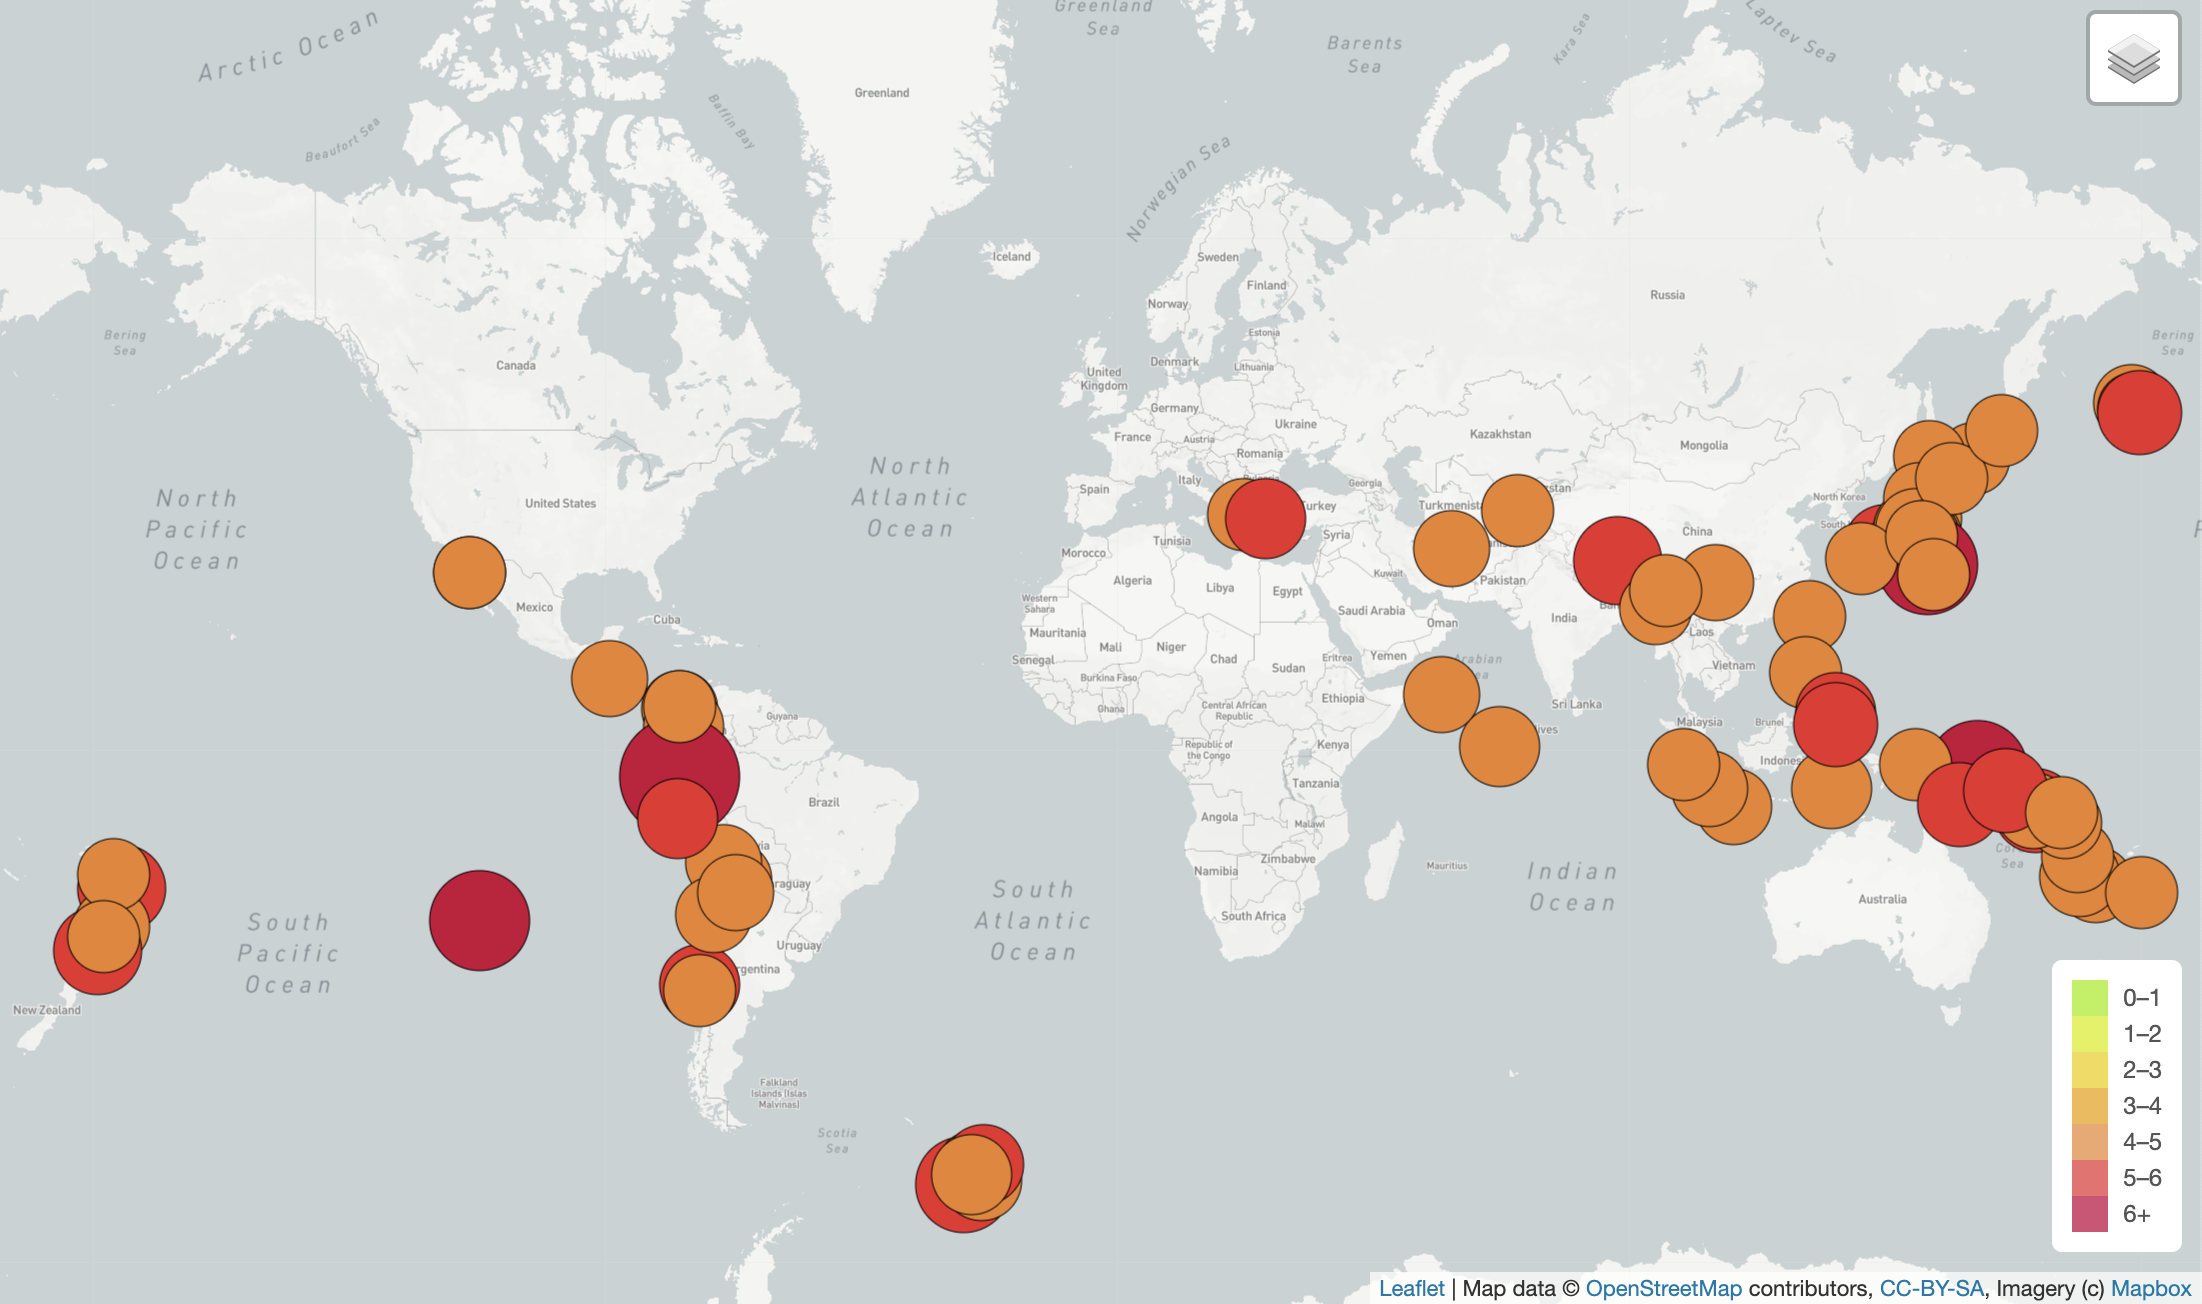 Arctic Ocean
Greenland
Sea
Barents
Sea
Kara Sea
Laptev Sea
Beaufort Sea
Baffin Bay
Greenland
Norwegian Sea
Iceland
Sweden
Finland
Norway
Russia
Bering
Sea
Bering
Sea
Estonia
Denmark
Lithuania
United
Kingdom
Canada
Germany
Ukraine
France
Austria
Romania
Kazakhstan
Mongolia
North
Pacific
Ocean
North
Atlantic
Ocean
United States
Spain
Italy
Georgia
North Korea
South
China
Morocco
Tunisia
Syria
Algeria
Libya
Egypt
Kuwait
Pakistan
Western
Sahara
Saudi Arabia
Oman
India
Mexico
Cuba
Mauritania
Mali
Niger
Chad
Sudan
Eritrea
Yemen
Arabian
Laos
Senegal
Burkina Faso
Ethiopia
Vietnam
Ghana
Central African
Republic
Sri Lanka
Guyana
Malaysia
Brunei
Republic of
the Congo
Kenya
Tanzania
Brazil
Angola
Malawi
Zimbabwe
Mauritius
Namibia
South Africa
Indian
Ocean
Australia
South
Pacific
Ocean
South
Atlantic
Ocean
Uruguay
New Zealand
Falkland
Islands (Islas
Malvinas)
Scotia
Sea
0–1
1–2
2–3
3–4
4–5
5–6
6+
Leaflet | Map data © OpenStreetMap contributors, CC-BY-SA, Imagery (c) Mapbox